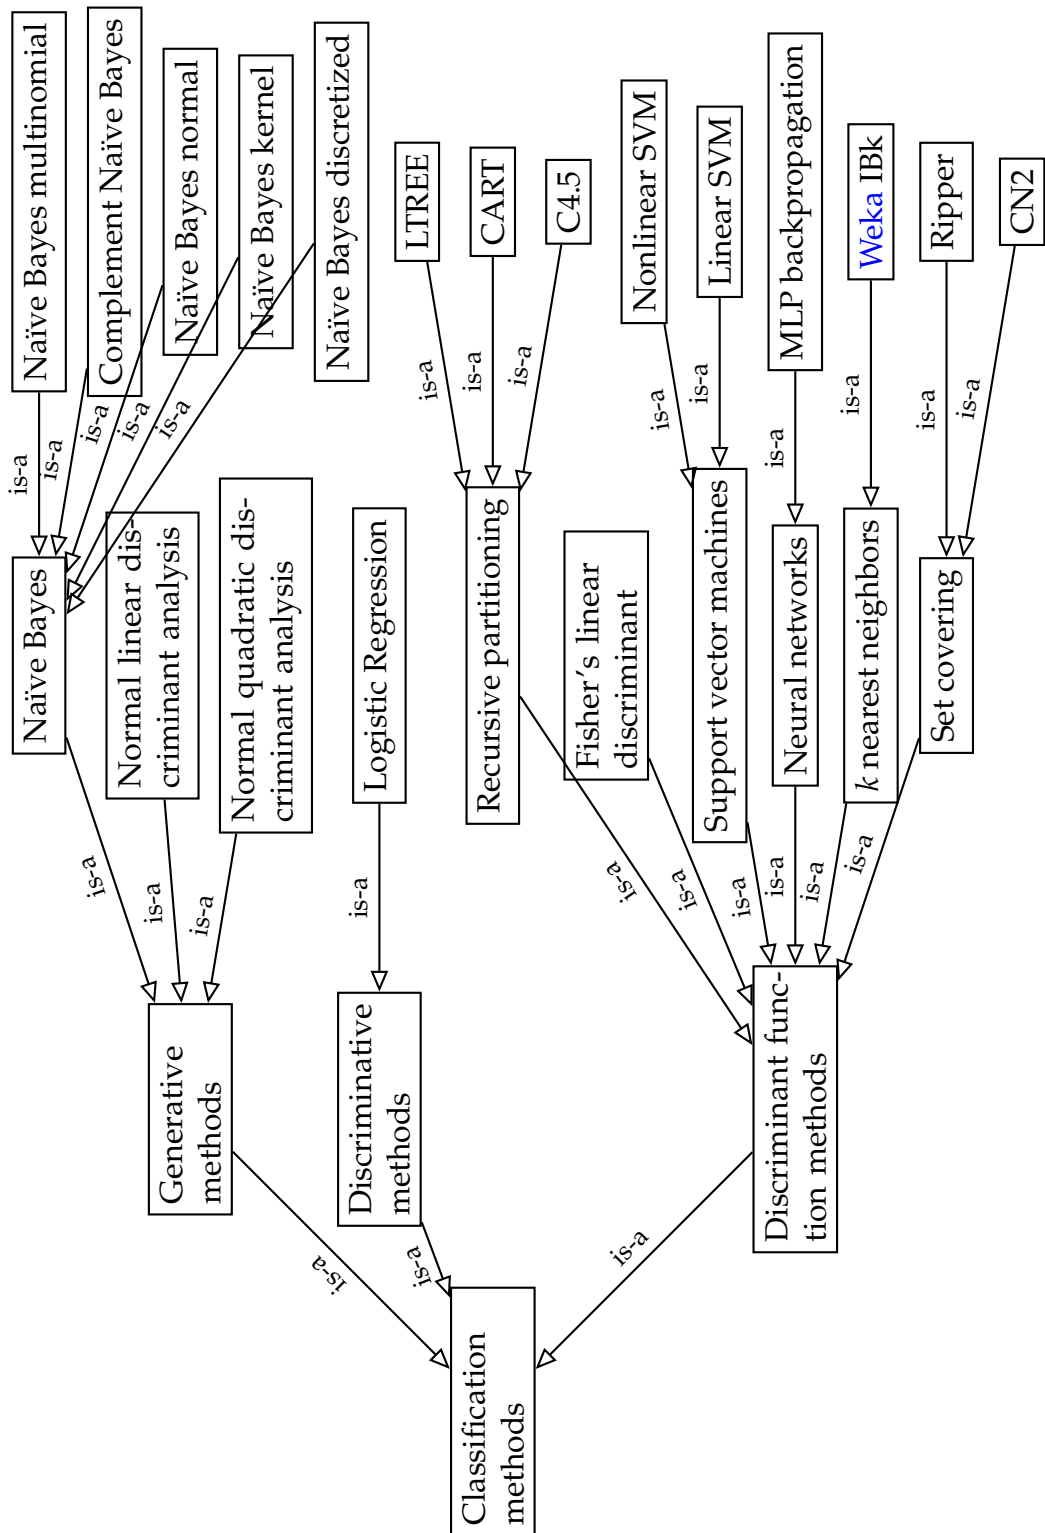 Classification
methods
Generative
methods
Discriminative
methods
Discriminant func-
tion methods
is-a
is-a
is-a
Naïve Bayes
Normal linear dis-
criminant analysis
Normal quadratic dis-
criminant analysis
Logistic Regression
Recursive partitioning
Fisher's linear
discriminant
Support vector machines
Neural networks
k nearest neighbors
Set covering
is-a
is-a
is-a
is-a
is-a
is-a
is-a
is-a
is-a
is-a
Naïve Bayes multinomial
Complement Naïve Bayes
Naïve Bayes normal
Naïve Bayes kernel
Naïve Bayes discretized
LTREE
CART
C4.5
Nonlinear SVM
Linear SVM
MLP backpropagation
Weka IBk
Ripper
CN2
is-a
is-a
is-a
is-a
is-a
is-a
is-a
is-a
is-a
is-a
is-a
is-a
is-a
is-a